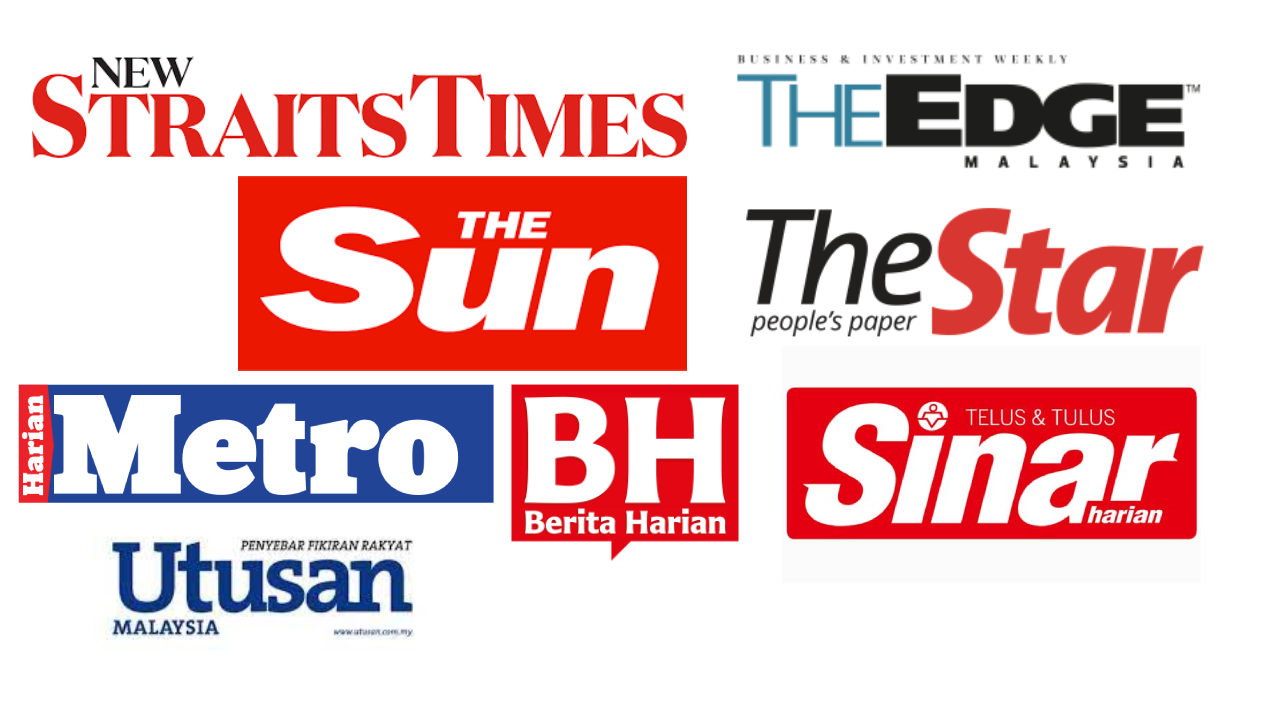 NEW
STRAITS TIMES
BUSINESS & INVESTMENT WEEKLY
THE EDGE TM
MALAYSIA
THE
Sun
The Star
people's paper
Harian
Metro
BH
Berita Harian
TELUS & TULUS
Sinar
harian
PENYEBAR FIKIRAN RAKYAT
Utusan
MALAYSIA
www.utusan.com.my